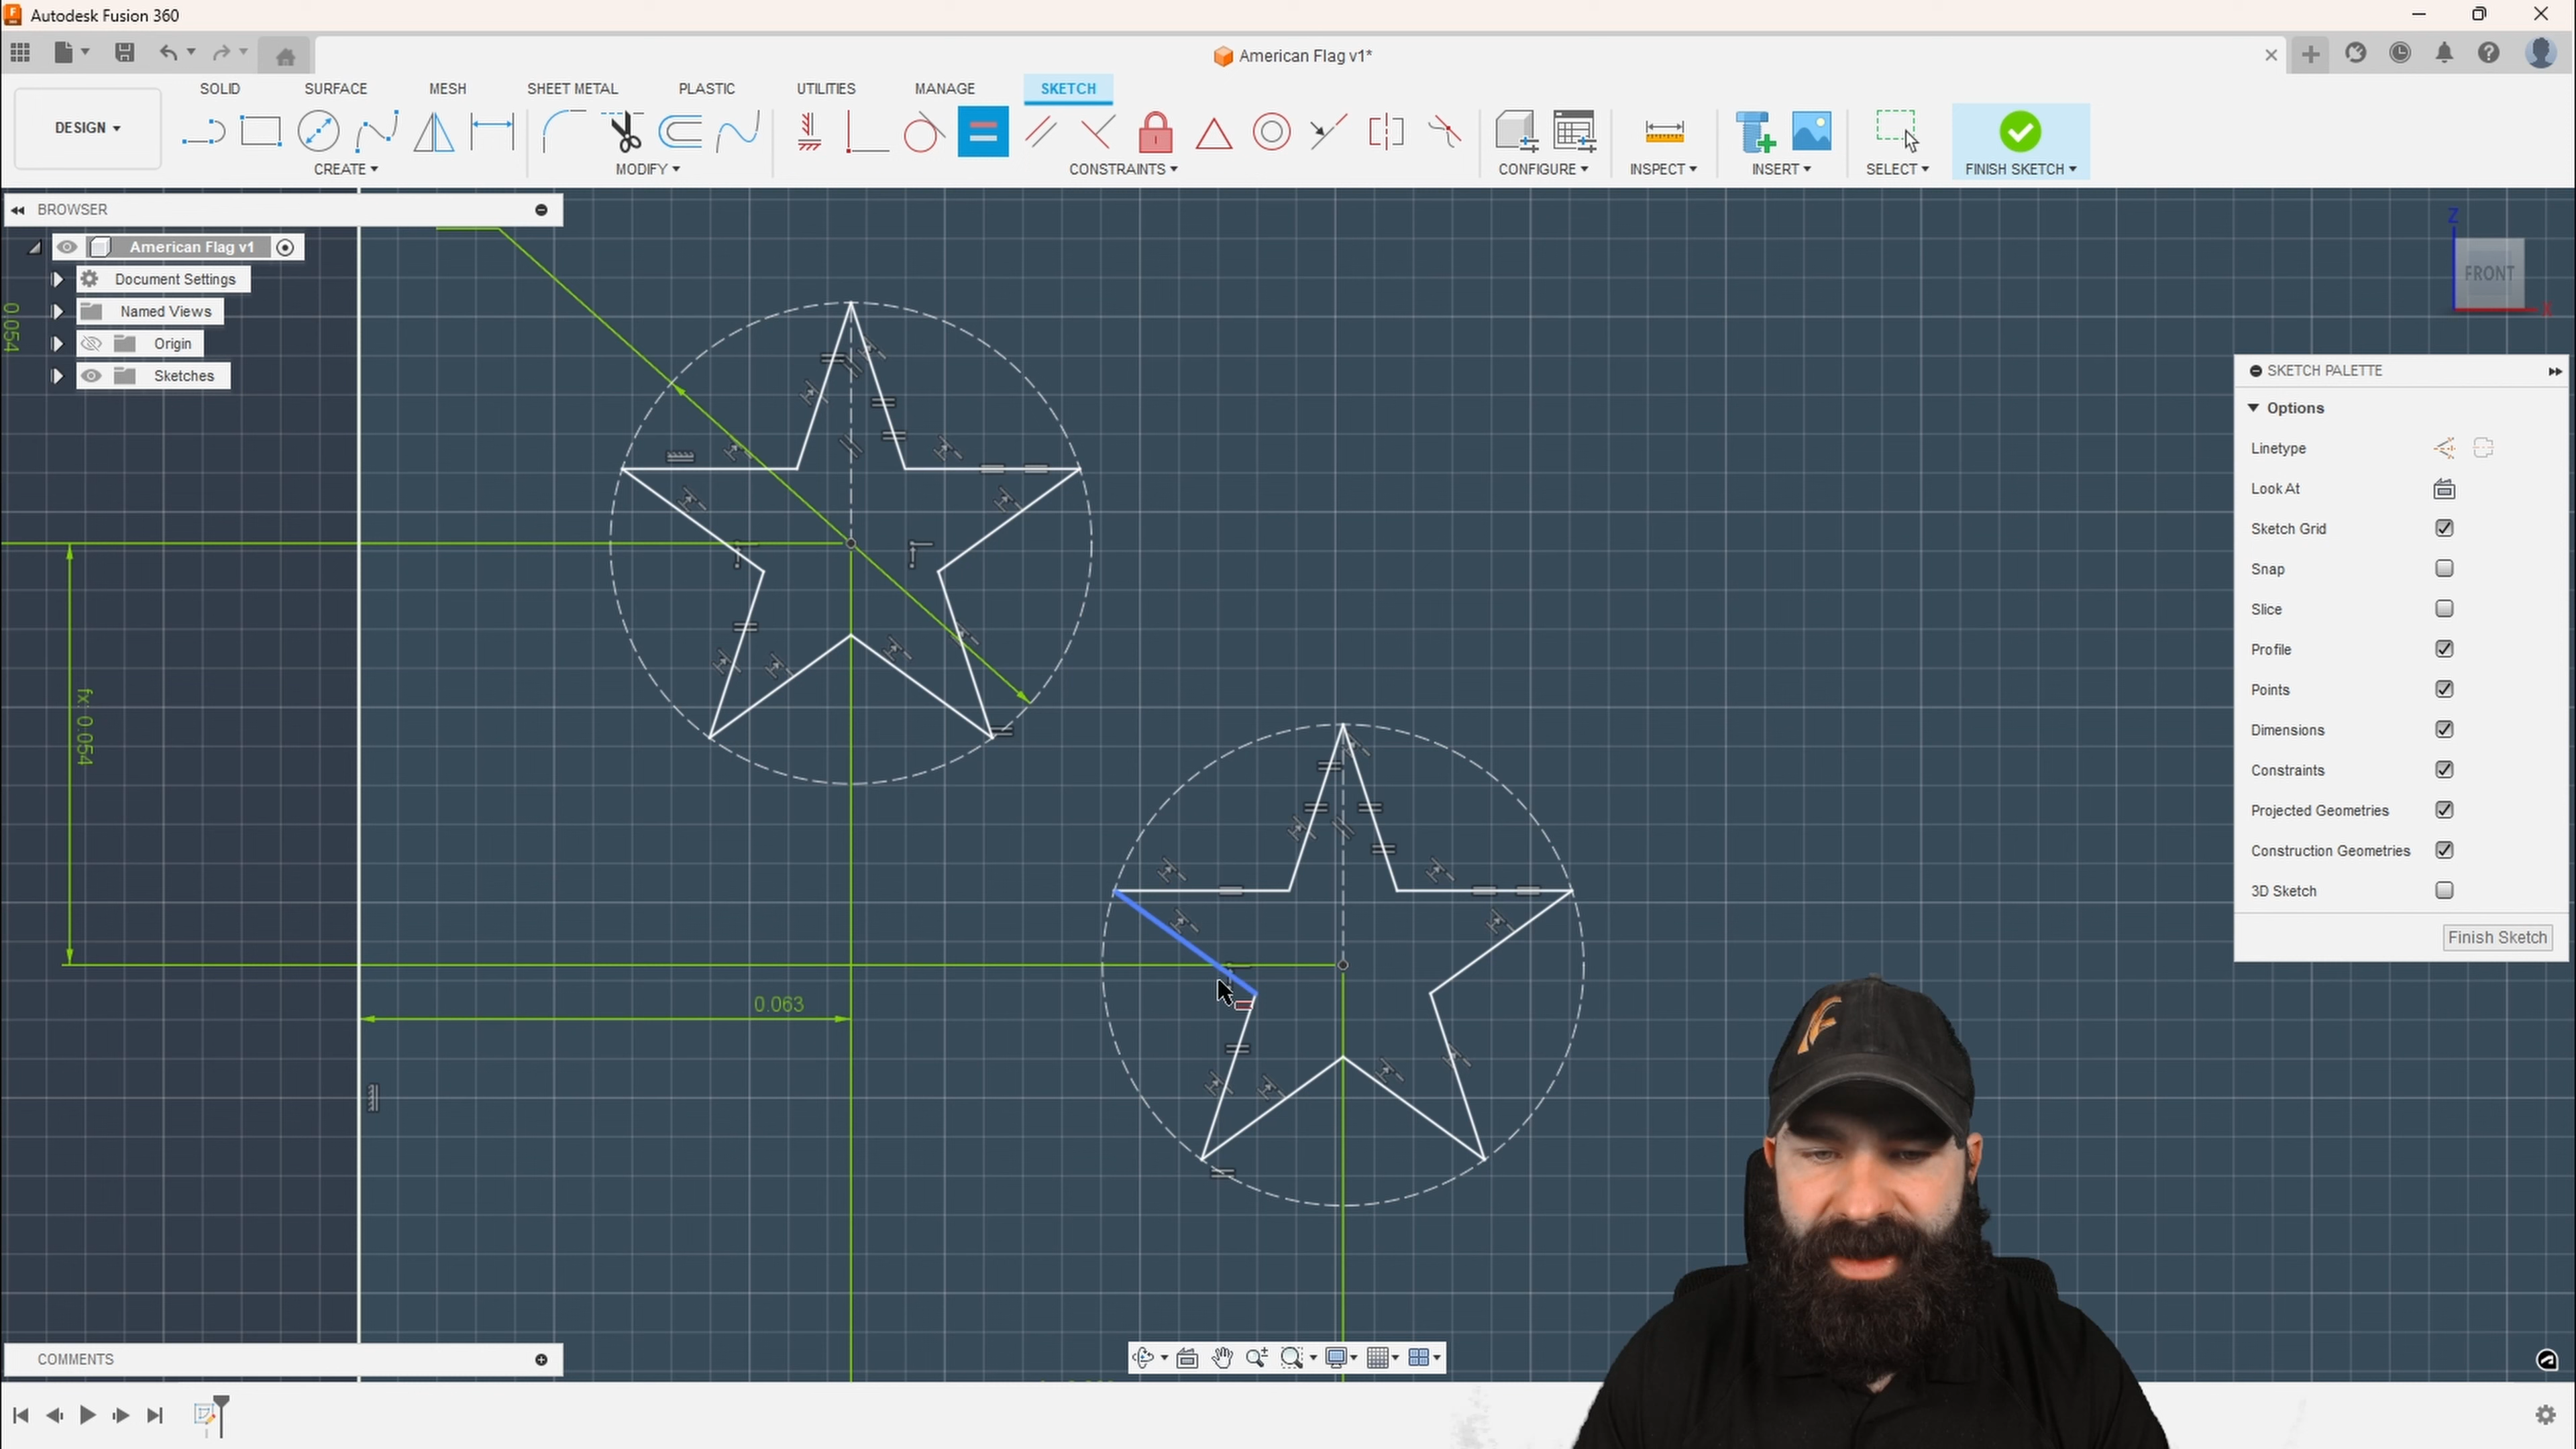 Autodesk Fusion 360
American Flag v1*
SOLID SURFACE MESH SHEET METAL PLASTIC UTILITIES MANAGE SKETCH
DESIGN
CREATE MODIFY CONSTRAINTS CONFIGURE INSPECT INSERT SELECT FINISH SKETCH
BROWSER
American Flag v1
Document Settings
Named Views
Origin
Sketches
0.054
fx: 0.054
0.063
Z
FRONT
X
SKETCH PALETTE
Options
Linetype
Look At
Sketch Grid
Snap
Slice
Profile
Points
Dimensions
Constraints
Projected Geometries
Construction Geometries
3D Sketch
Finish Sketch
COMMENTS